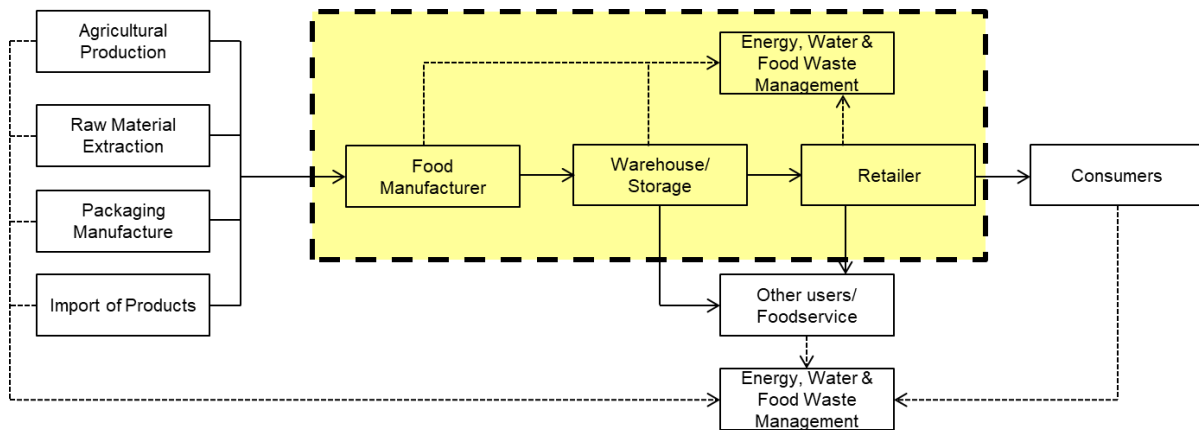 Agricultural
Production
Raw Material
Extraction
Packaging
Manufacture
Import of Products
Energy, Water &
Food Waste
Management
Food
Manufacturer
Warehouse/
Storage
Retailer
Consumers
Other users/
Foodservice
Energy, Water &
Food Waste
Management